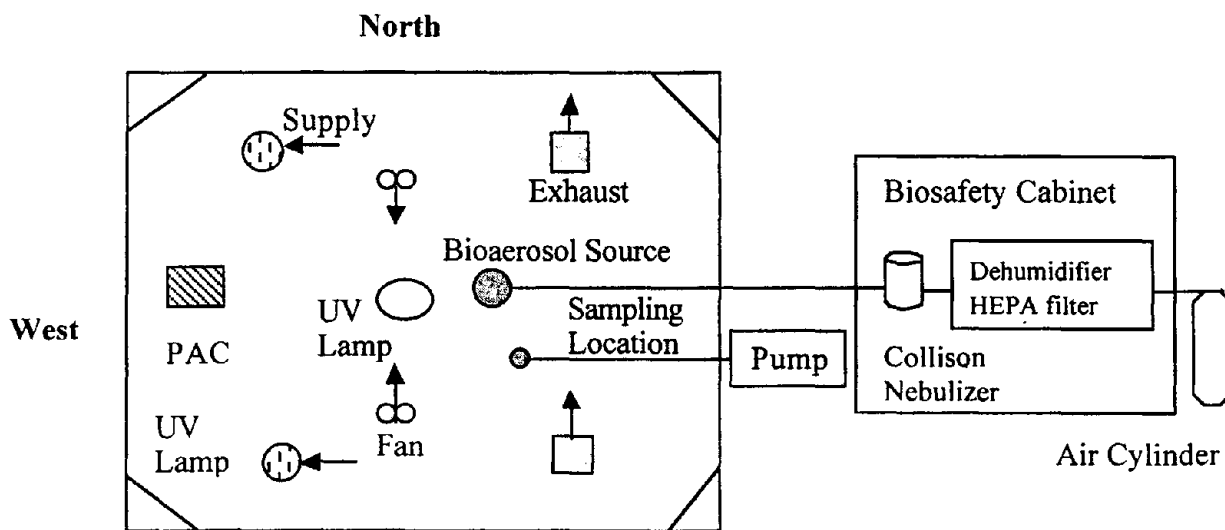 North
Supply
Exhaust
Biosafety Cabinet
Bioaerosol Source
Dehumidifier
HEPA filter
West
UV
Lamp
Sampling
Location
PAC
Pump
Collison
Nebulizer
UV
Lamp
Fan
Air Cylinder